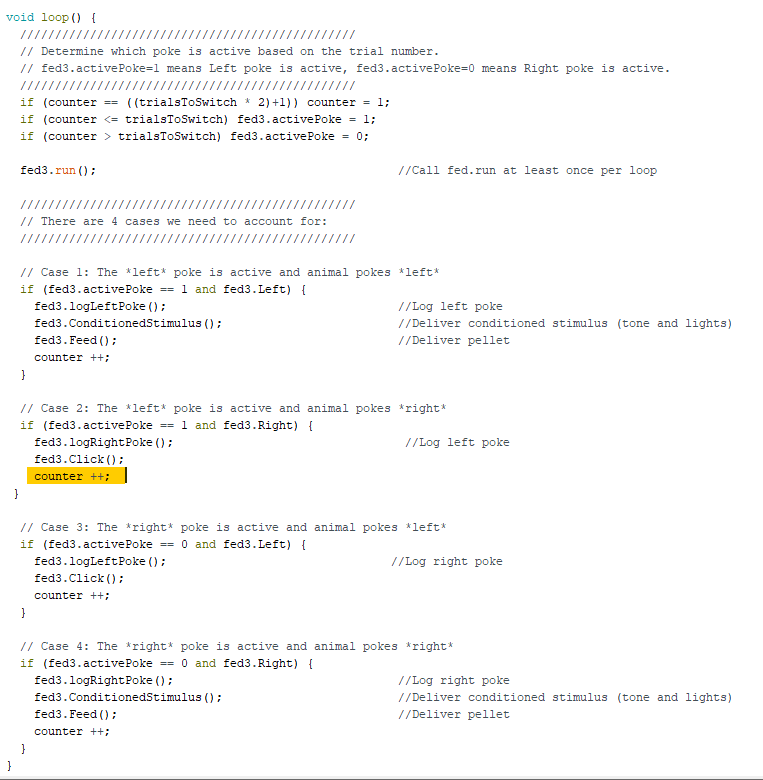 void loop() {
////////////////////////////////////////////////
// Determine which poke is active based on the trial number.
// fed3.activePoke=1 means Left poke is active, fed3.activePoke=0 means Right poke is active.
////////////////////////////////////////////////
if (counter == ((trialsToSwitch * 2)+1)) counter = 1;
if (counter <= trialsToSwitch) fed3.activePoke = 1;
if (counter > trialsToSwitch) fed3.activePoke = 0;
fed3.run(); //Call fed.run at least once per loop
////////////////////////////////////////////////
// There are 4 cases we need to account for:
////////////////////////////////////////////////
// Case 1: The *left* poke is active and animal pokes *left*
if (fed3.activePoke == 1 and fed3.Left) {
fed3.logLeftPoke(); //Log left poke
fed3.ConditionedStimulus(); //Deliver conditioned stimulus (tone and lights)
fed3.Feed(); //Deliver pellet
counter ++;
}
// Case 2: The *left* poke is active and animal pokes *right*
if (fed3.activePoke == 1 and fed3.Right) {
fed3.logRightPoke(); //Log left poke
fed3.Click();
counter ++;
}
// Case 3: The *right* poke is active and animal pokes *left*
if (fed3.activePoke == 0 and fed3.Left) {
fed3.logLeftPoke(); //Log right poke
fed3.Click();
counter ++;
}
// Case 4: The *right* poke is active and animal pokes *right*
if (fed3.activePoke == 0 and fed3.Right) {
fed3.logRightPoke(); //Log right poke
fed3.ConditionedStimulus(); //Deliver conditioned stimulus (tone and lights)
fed3.Feed(); //Deliver pellet
counter ++;
}
}